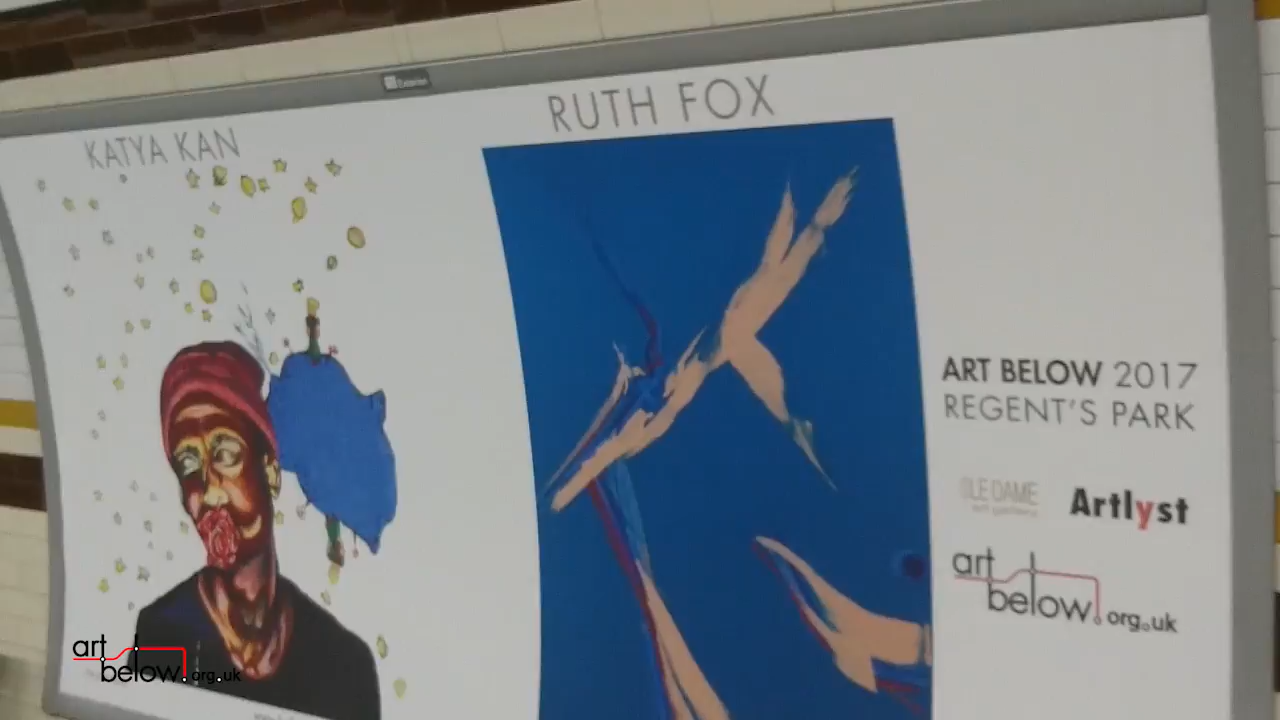 KATYA KAN
RUTH FOX
ART BELOW 2017
REGENT'S PARK
LE DAME
Artlyst
art
below.org.uk
art
below.org.uk